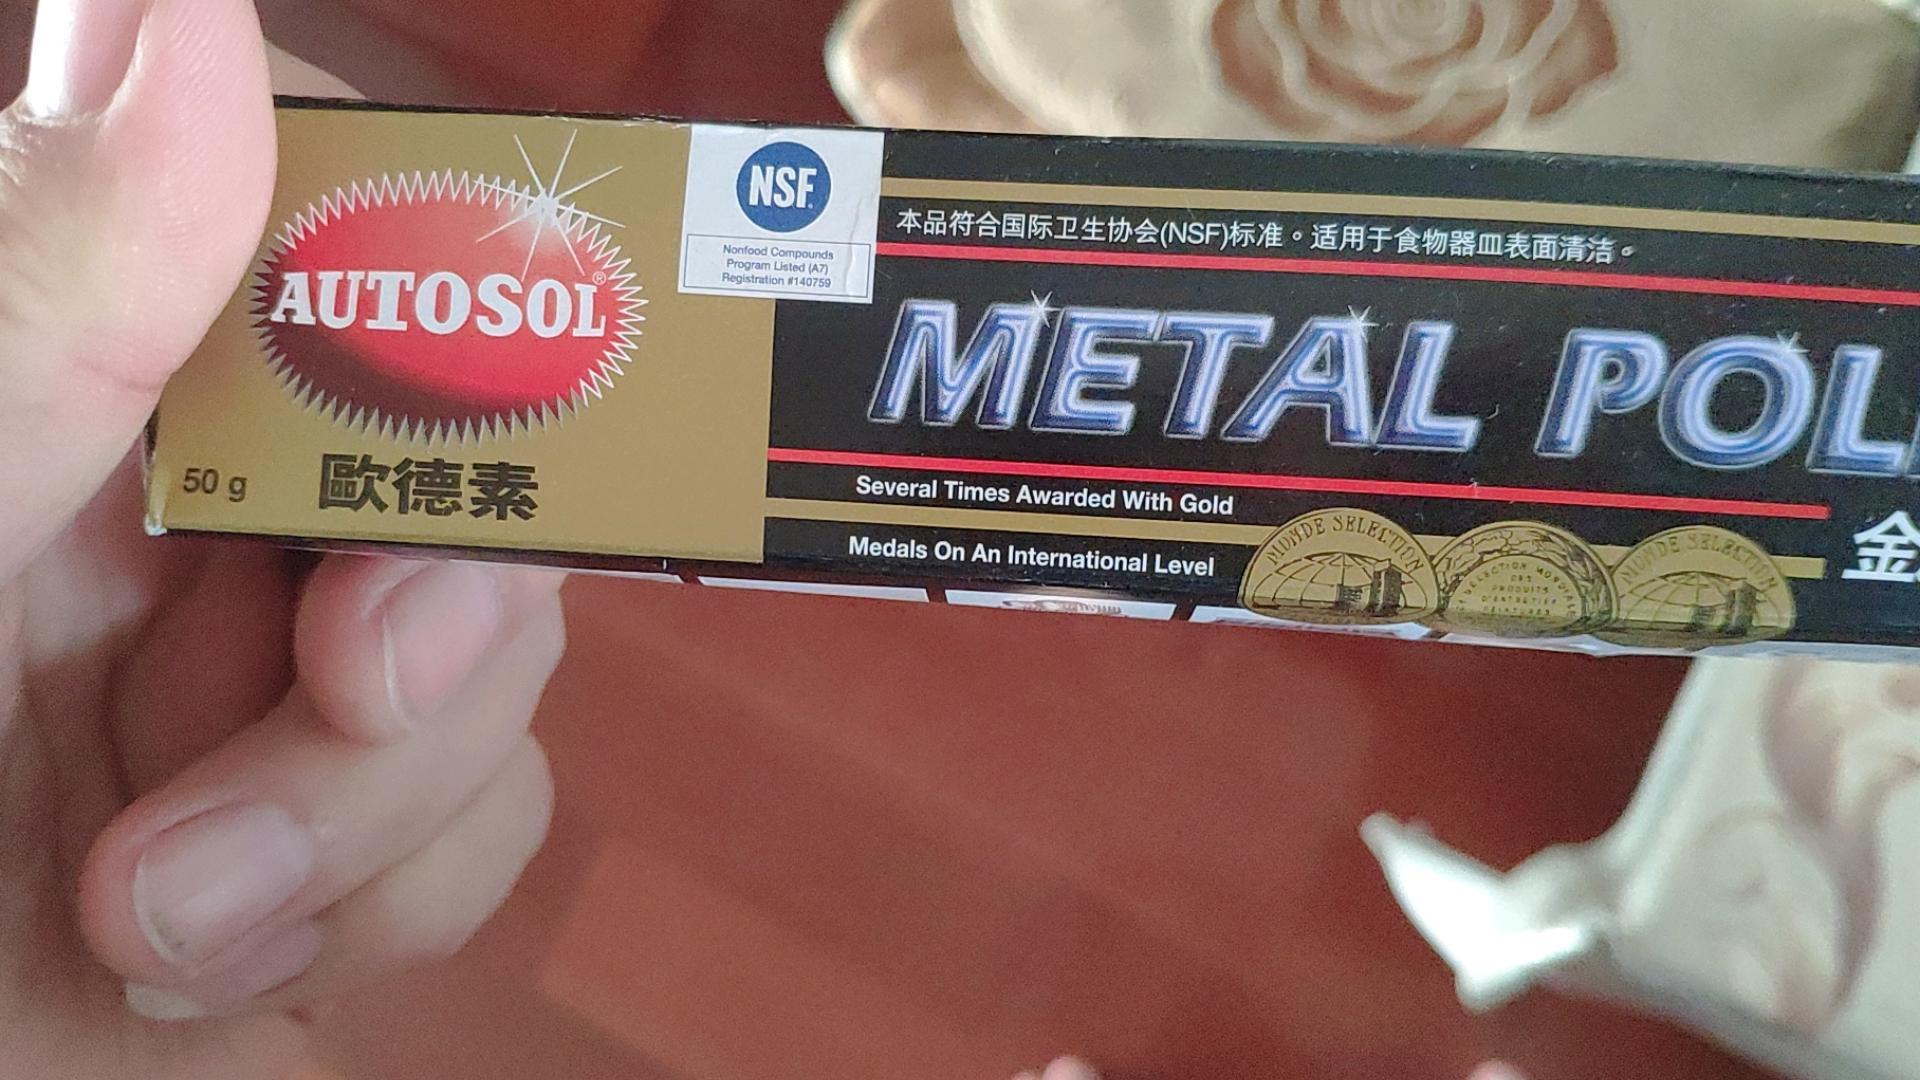 AUTOSOL®
50 g
歐德素
NSF®
Nonfood Compounds
Program Listed (A7)
Registration #140759
本品符合国际卫生协会(NSF)标准。适用于食物器皿表面清洁。
METAL POL
Several Times Awarded With Gold
Medals On An International Level
MONDE SELECTION
MONDE SELECTION
金